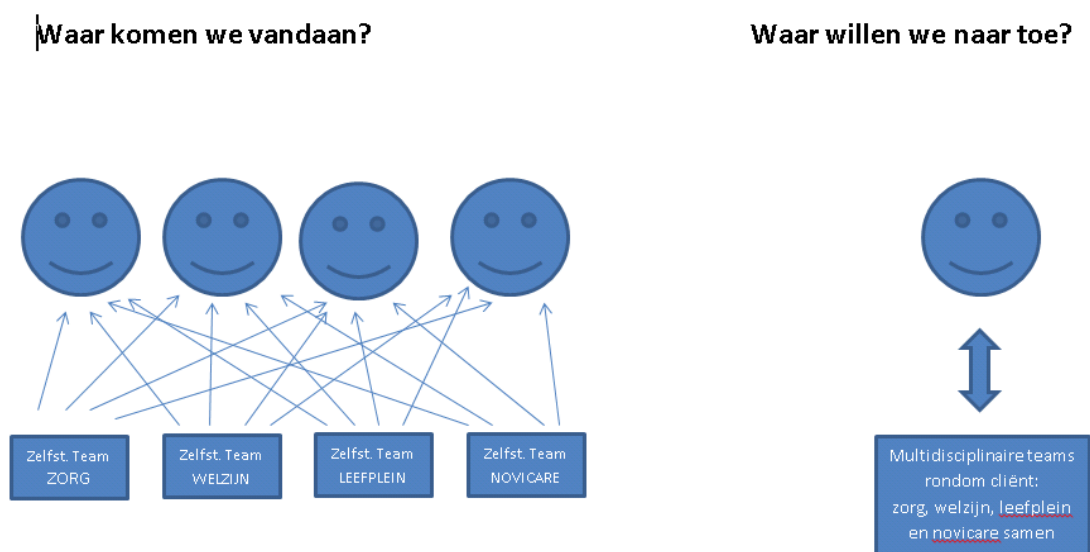 Waar komen we vandaan?
Waar willen we naar toe?
Zelfst. Team
ZORG
Zelfst. Team
WELZIJN
Zelfst. Team
LEEFPLEIN
Zelfst. Team
NOVICARE
Multidisciplinaire teams
rondom cliënt:
zorg, welzijn, leefplein
en novicare samen